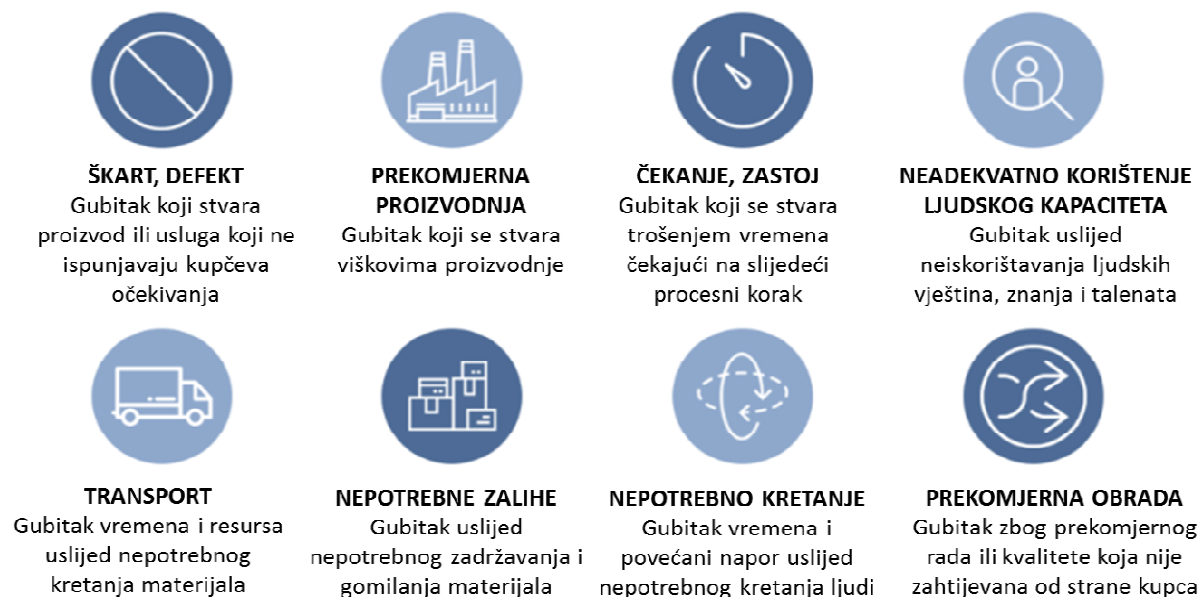 ŠKART, DEFEKT
Gubitak koji stvara
proizvod ili usluga koji ne
ispunjavaju kupčeva
očekivanja
PREKOMJERNA
PROIZVODNJA
Gubitak koji se stvara
viškovima proizvodnje
ČEKANJE, ZASTOJ
Gubitak koji se stvara
trošenjem vremena
čekajući na slijedeći
procesni korak
NEADEKVATNO KORIŠTENJE
LJUDSKOG KAPACITETA
Gubitak uslijed
neiskorištavanja ljudskih
vještina, znanja i talenata
TRANSPORT
Gubitak vremena i resursa
uslijed nepotrebnog
kretanja materijala
NEPOTREBNE ZALIHE
Gubitak uslijed
nepotrebnog zadržavanja i
gomilanja materijala
NEPOTREBNO KRETANJE
Gubitak vremena i
povećani napor uslijed
nepotrebnog kretanja ljudi
PREKOMJERNA OBRADA
Gubitak zbog prekomjernog
rada ili kvalitete koja nije
zahtijevana od strane kupca